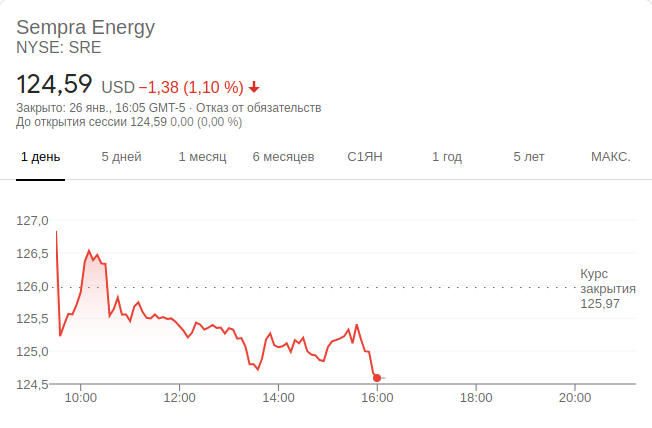 Sempra Energy
NYSE: SRE
124,59 USD −1,38 (1,10 %)
Закрыто: 26 янв., 16:05 GMT-5 · Отказ от обязательств
До открытия сессии 124,59 0,00 (0,00 %)
1 день 5 дней 1 месяц 6 месяцев С1ЯН 1 год 5 лет МАКС.
127,0
126,5
126,0
125,5
125,0
124,5
Курс
закрытия
125,97
10:00 12:00 14:00 16:00 18:00 20:00